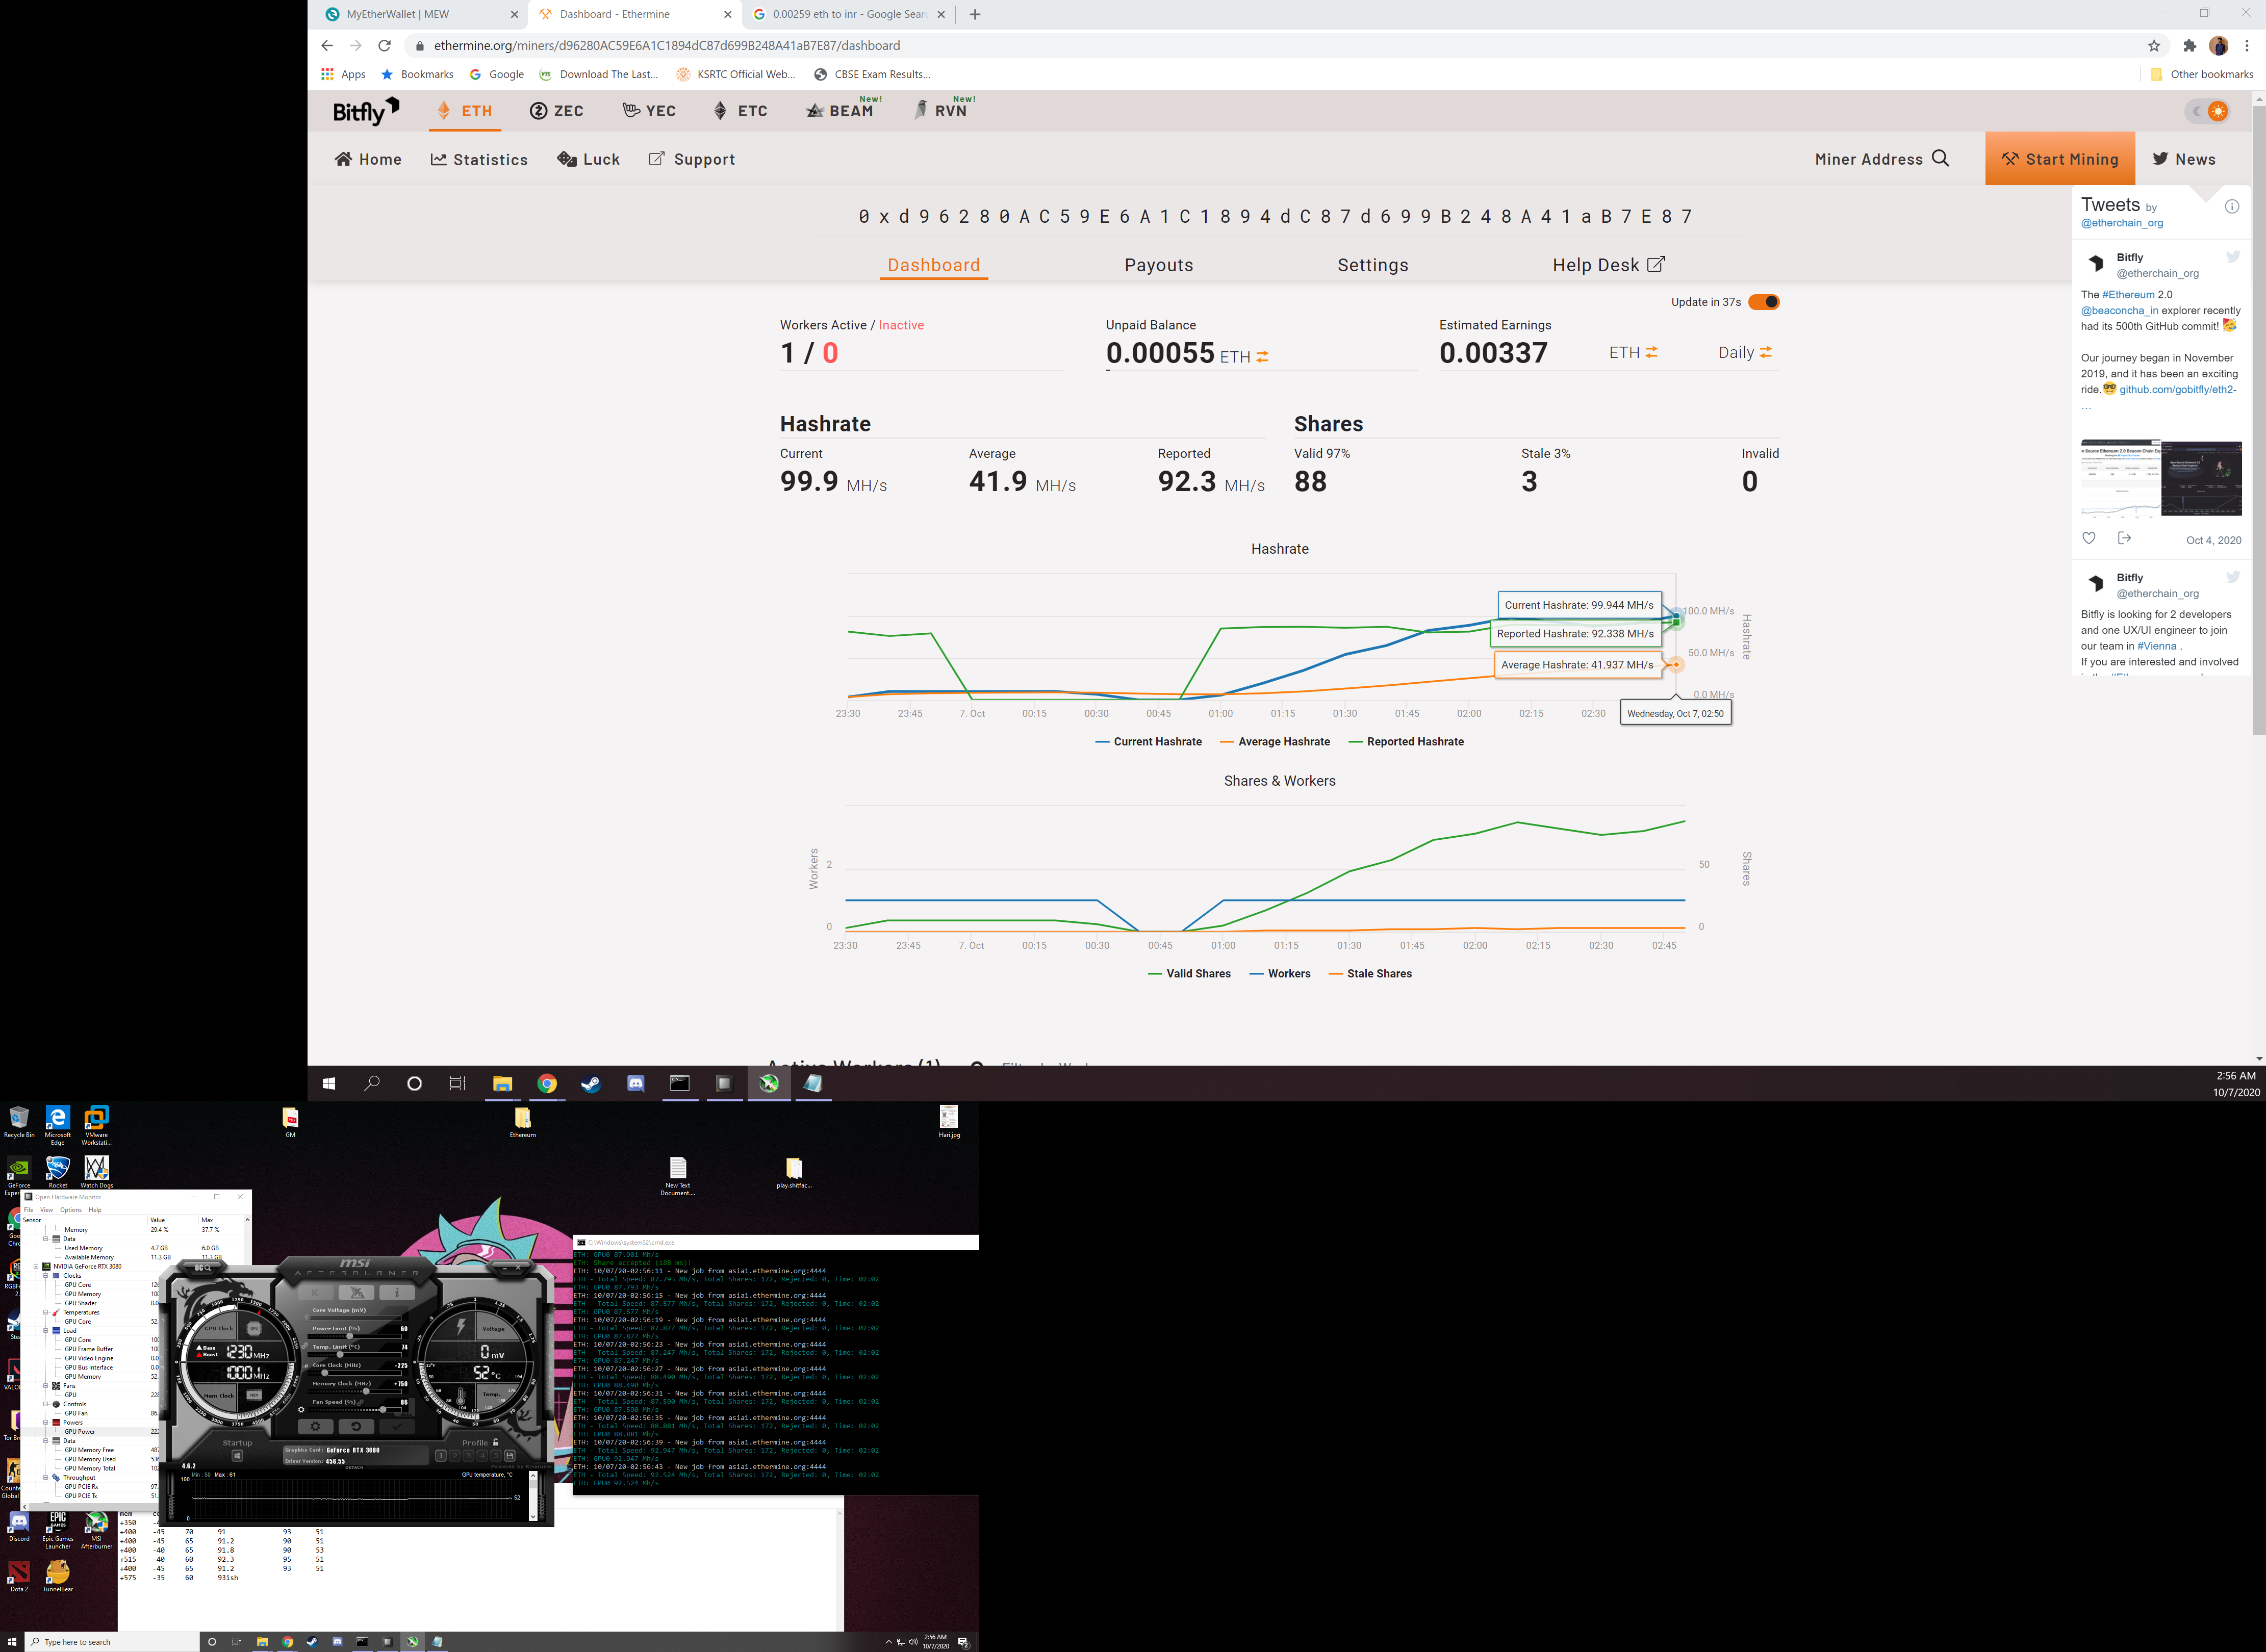 MyEtherWallet | MEW
Dashboard - Ethermine
0.00259 eth to inr - Google Sear
ethermine.org/miners/d96280AC59E6A1C1894dC87d699B248A41aB7E87/dashboard
Apps Bookmarks Google Download The Last... KSRTC Official Web... CBSE Exam Results... Other bookmarks
Bitfly ETH ZEC YEC ETC BEAM New! RVN New!
Home Statistics Luck Support Miner Address Start Mining News
0xd96280AC59E6A1C1894dC87d699B248A41aB7E87
Dashboard Payouts Settings Help Desk
Update in 37s
Workers Active / Inactive Unpaid Balance Estimated Earnings
1 / 0 0.00055 ETH 0.00337 ETH Daily
Hashrate Shares
Current Average Reported Valid 97% Stale 3% Invalid
99.9 MH/s 41.9 MH/s 92.3 MH/s 88 3 0
Hashrate
Current Hashrate: 99.944 MH/s
Reported Hashrate: 92.338 MH/s
Average Hashrate: 41.937 MH/s
100.0 MH/s
50.0 MH/s
0.0 MH/s
Hashrate
23:30 23:45 7. Oct 00:15 00:30 00:45 01:00 01:15 01:30 01:45 02:00 02:15 02:30
Wednesday, Oct 7, 02:50
Current Hashrate Average Hashrate Reported Hashrate
Shares & Workers
Workers
2 50
0 0
Shares
23:30 23:45 7. Oct 00:15 00:30 00:45 01:00 01:15 01:30 01:45 02:00 02:15 02:30 02:45
Valid Shares Workers Stale Shares
Tweets by
@etherchain_org
Bitfly
@etherchain_org
The #Ethereum 2.0
@beaconcha_in explorer recently
had its 500th GitHub commit!
Our journey began in November
2019, and it has been an exciting
ride. github.com/gobitfly/eth2-
...
Oct 4, 2020
Bitfly
@etherchain_org
Bitfly is looking for 2 developers
and one UX/UI engineer to join
our team in #Vienna .
If you are interested and involved
2:56 AM
10/7/2020
Recycle Bin
Microsoft Edge
VMware Workstati...
GM
Ethereum
Hari.jpg
GeForce
Rocket
Watch Dogs
New Text Document....
play.shitfac...
Open Hardware Monitor
File View Options Help
Sensor Value Max
Memory 29.4 % 37.7 %
Data
Used Memory 4.7 GB 6.0 GB
Available Memory 11.3 GB 11.3 GB
NVIDIA GeForce RTX 3080
Clocks
GPU Core
GPU Memory
GPU Shader
Temperatures
GPU Core
Load
GPU Core
GPU Frame Buffer
GPU Video Engine
GPU Bus Interface
GPU Memory
Fans
GPU
Controls
GPU Fan
Powers
GPU Power
Data
GPU Memory Free
GPU Memory Used
GPU Memory Total
Throughput
GPU PCIE Rx
GPU PCIE Tx
msi
AFTERBURNER
Core Voltage (mV)
Power Limit (%) 60
Temp. Limit (°C) 74
Core Clock (MHz) -225
Memory Clock (MHz) +750
Fan Speed (%) 86
GPU Clock
Base
Boost
1230 MHz
Mem Clock
Voltage
0 mV
52 °C
Temp.
Startup
Profile
1 2 3 4 5
Graphics Card: GeForce RTX 3080
Driver Version: 456.55
4.6.2
DETACH
Min : 50 Max : 61
GPU temperature, °C
100
52
0
C:\Windows\system32\cmd.exe
ETH: GPU0 87.981 Mh/s
ETH: Share accepted (188 ms)!
ETH: 10/07/20-02:56:11 - New job from asia1.ethermine.org:4444
ETH - Total Speed: 87.793 Mh/s, Total Shares: 172, Rejected: 0, Time: 02:02
ETH: GPU0 87.793 Mh/s
ETH: 10/07/20-02:56:15 - New job from asia1.ethermine.org:4444
ETH - Total Speed: 87.577 Mh/s, Total Shares: 172, Rejected: 0, Time: 02:02
ETH: GPU0 87.577 Mh/s
ETH: 10/07/20-02:56:19 - New job from asia1.ethermine.org:4444
ETH - Total Speed: 87.877 Mh/s, Total Shares: 172, Rejected: 0, Time: 02:02
ETH: GPU0 87.877 Mh/s
ETH: 10/07/20-02:56:23 - New job from asia1.ethermine.org:4444
ETH - Total Speed: 87.247 Mh/s, Total Shares: 172, Rejected: 0, Time: 02:02
ETH: GPU0 87.247 Mh/s
ETH: 10/07/20-02:56:27 - New job from asia1.ethermine.org:4444
ETH - Total Speed: 88.490 Mh/s, Total Shares: 172, Rejected: 0, Time: 02:02
ETH: GPU0 88.490 Mh/s
ETH: 10/07/20-02:56:31 - New job from asia1.ethermine.org:4444
ETH - Total Speed: 87.590 Mh/s, Total Shares: 172, Rejected: 0, Time: 02:02
ETH: GPU0 87.590 Mh/s
ETH: 10/07/20-02:56:35 - New job from asia1.ethermine.org:4444
ETH - Total Speed: 88.881 Mh/s, Total Shares: 172, Rejected: 0, Time: 02:02
ETH: GPU0 88.881 Mh/s
ETH: 10/07/20-02:56:39 - New job from asia1.ethermine.org:4444
ETH - Total Speed: 92.947 Mh/s, Total Shares: 172, Rejected: 0, Time: 02:02
ETH: GPU0 92.947 Mh/s
ETH: 10/07/20-02:56:43 - New job from asia1.ethermine.org:4444
ETH - Total Speed: 92.524 Mh/s, Total Shares: 172, Rejected: 0, Time: 02:02
ETH: GPU0 92.524 Mh/s
Discord
Epic Games Launcher
MSI Afterburner
Dota 2
TunnelBear
+350
+400 -45 70 91 93 51
+400 -45 65 91.2 90 51
+400 -40 65 91.8 90 53
+515 -40 60 92.3 95 51
+400 -45 65 91.2 93 51
+575 -35 60 93ish
Type here to search
2:56 AM
10/7/2020